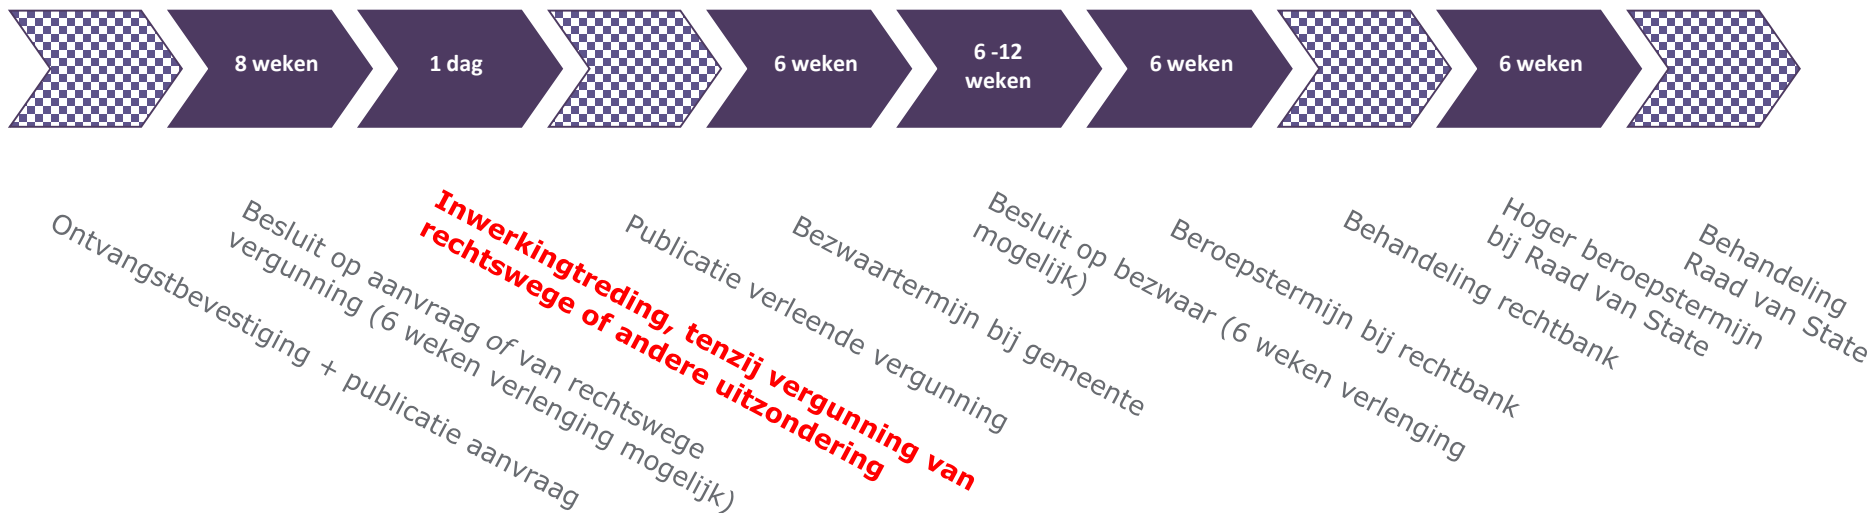 8 weken
1 dag
6 weken
6 -12
weken
6 weken
6 weken
Ontvangstbevestiging + publicatie aanvraag
Besluit op aanvraag of van rechtswege
vergunning (6 weken verlenging mogelijk)
Inwerkingtreding, tenzij vergunning van
rechtswege of andere uitzondering
Publicatie verleende vergunning
Bezwaartermijn bij gemeente
Besluit op bezwaar (6 weken verlenging
mogelijk)
Beroepstermijn bij rechtbank
Behandeling rechtbank
Hoger beroepstermijn
bij Raad van State
Behandeling
Raad van State